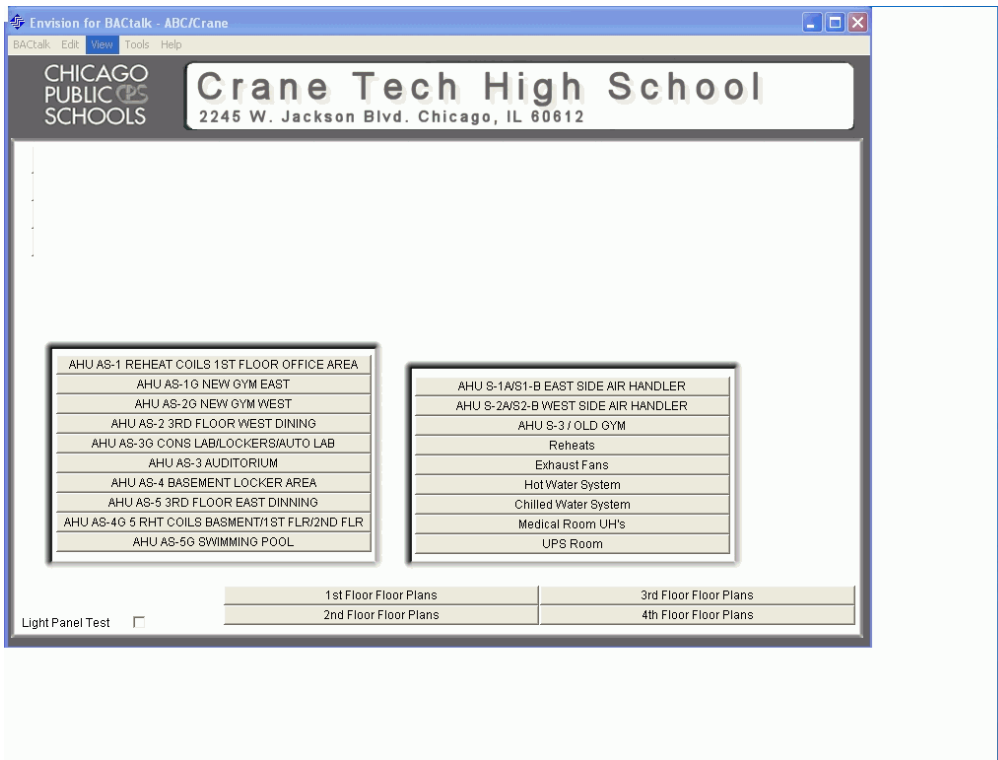 Envision for BACtalk - ABC/Crane
BACtalk Edit View Tools Help
CHICAGO
PUBLIC CPS
SCHOOLS
Crane Tech High School
2245 W. Jackson Blvd. Chicago, IL 60612
AHU AS-1 REHEAT COILS 1ST FLOOR OFFICE AREA
AHU AS-1G NEW GYM EAST
AHU AS-2G NEW GYM WEST
AHU AS-2 3RD FLOOR WEST DINING
AHU AS-3G CONS LAB/LOCKERS/AUTO LAB
AHU AS-3 AUDITORIUM
AHU AS-4 BASEMENT LOCKER AREA
AHU AS-5 3RD FLOOR EAST DINNING
AHU AS-4G 5 RHT COILS BASMENT/1ST FLR/2ND FLR
AHU AS-5G SWIMMING POOL
AHU S-1A/S1-B EAST SIDE AIR HANDLER
AHU S-2A/S2-B WEST SIDE AIR HANDLER
AHU S-3 / OLD GYM
Reheats
Exhaust Fans
Hot Water System
Chilled Water System
Medical Room UH's
UPS Room
1st Floor Floor Plans
3rd Floor Floor Plans
2nd Floor Floor Plans
4th Floor Floor Plans
Light Panel Test